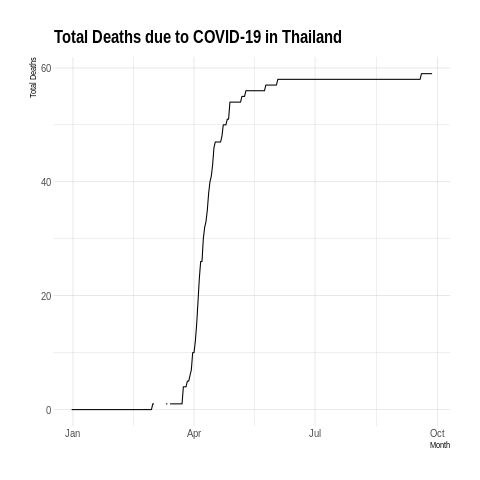 Total Deaths due to COVID-19 in Thailand
Total Deaths
60
40
20
0
Jan Apr Jul Oct
Month